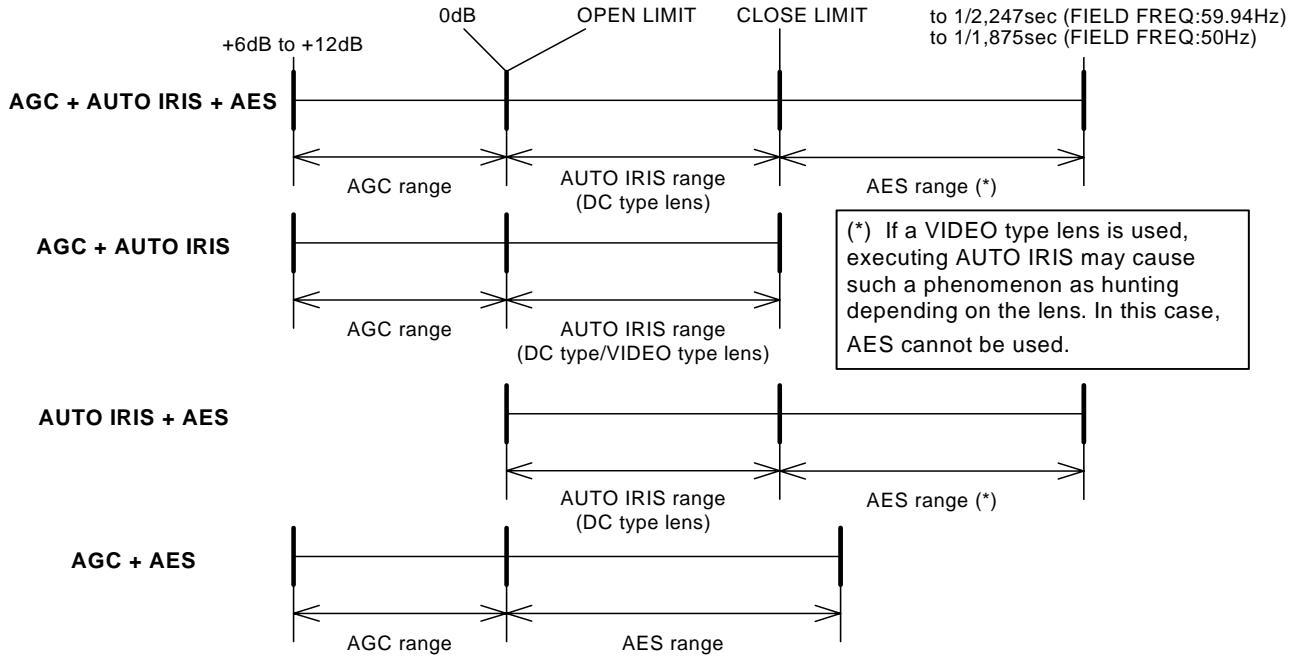 0dB OPEN LIMIT CLOSE LIMIT to 1/2,247sec (FIELD FREQ:59.94Hz)
to 1/1,875sec (FIELD FREQ:50Hz)
+6dB to +12dB
AGC + AUTO IRIS + AES
AGC range AUTO IRIS range AES range (*)
(DC type lens)
AGC + AUTO IRIS
AGC range AUTO IRIS range
(DC type/VIDEO type lens)
(*) If a VIDEO type lens is used,
executing AUTO IRIS may cause
such a phenomenon as hunting
depending on the lens. In this case,
AES cannot be used.
AUTO IRIS + AES
AUTO IRIS range AES range (*)
(DC type lens)
AGC + AES
AGC range AES range